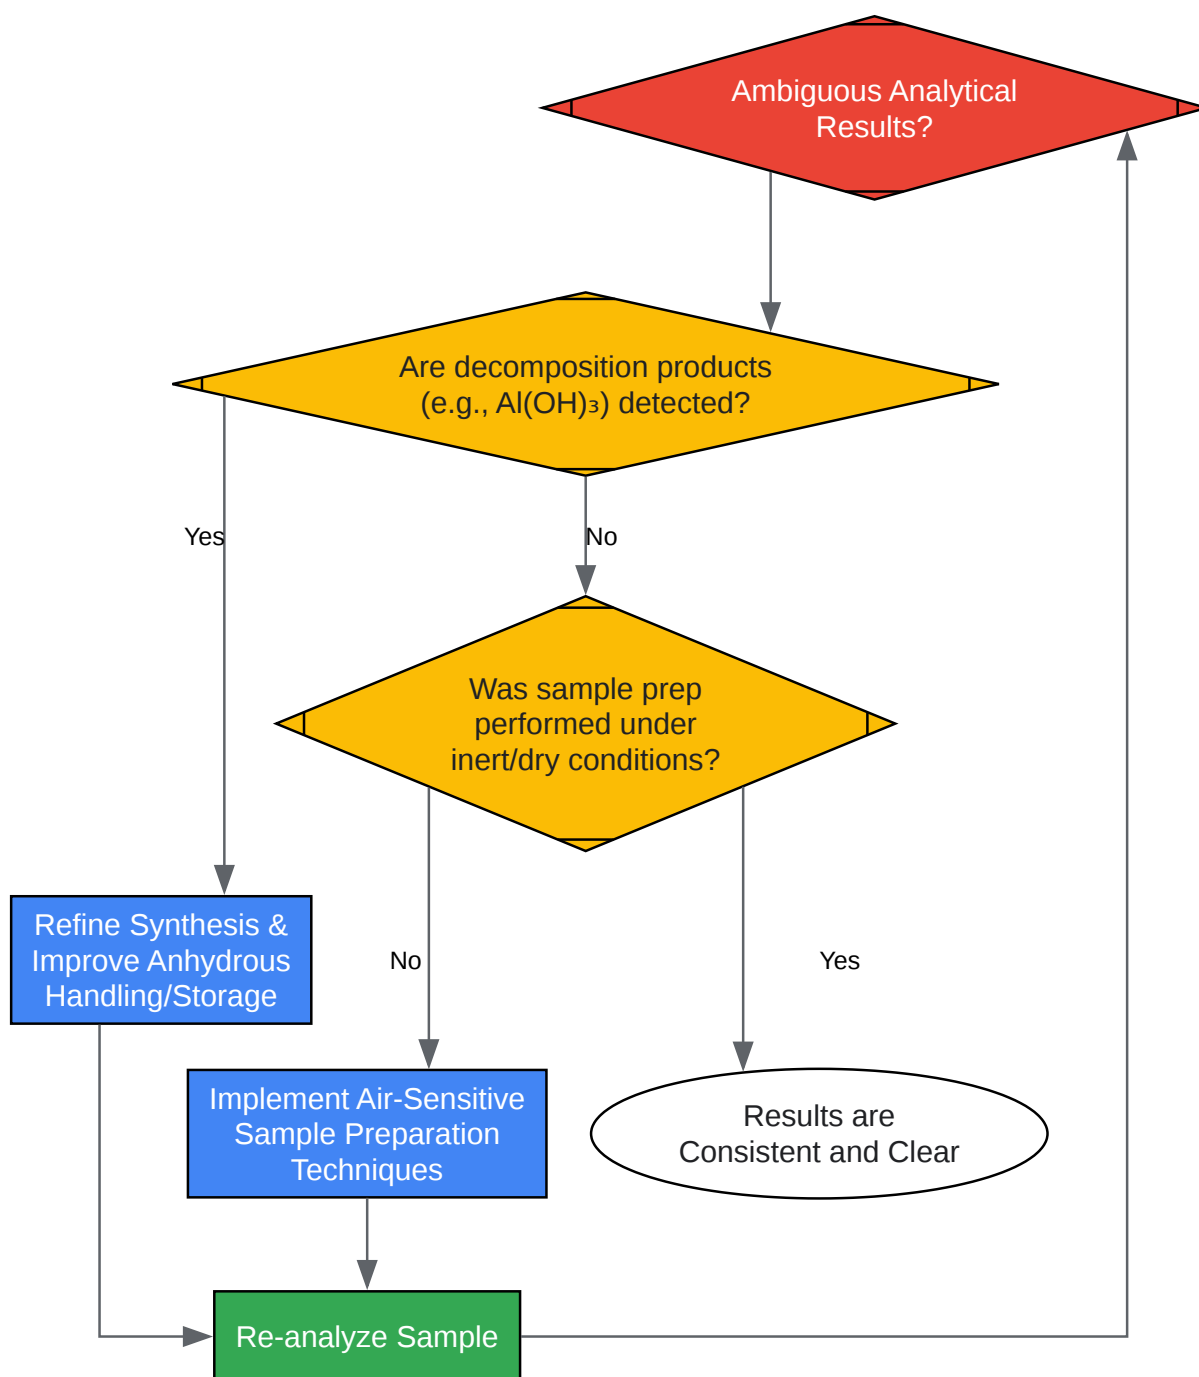 Ambiguous Analytical
Results?
Are decomposition products
(e.g., Al(OH)₃) detected?
Yes
No
Was sample prep
performed under
inert/dry conditions?
Refine Synthesis &
Improve Anhydrous
Handling/Storage
No
Yes
Implement Air-Sensitive
Sample Preparation
Techniques
Results are
Consistent and Clear
Re-analyze Sample